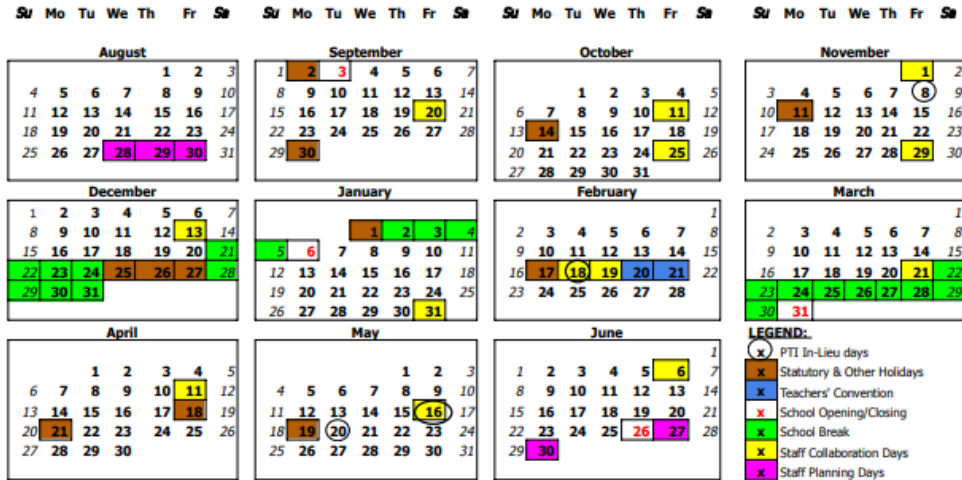 Su Mo Tu We Th Fr Sa
Su Mo Tu We Th Fr Sa
Su Mo Tu We Th Fr Sa
Su Mo Tu We Th Fr Sa
August
1 2 3
4 5 6 7 8 9 10
11 12 13 14 15 16 17
18 19 20 21 22 23 24
25 26 27 28 29 30 31
September
1 2 3 4 5 6 7
8 9 10 11 12 13 14
15 16 17 18 19 20 21
22 23 24 25 26 27 28
29 30
October
1 2 3 4 5
6 7 8 9 10 11 12
13 14 15 16 17 18 19
20 21 22 23 24 25 26
27 28 29 30 31
November
1 2
3 4 5 6 7 8 9
10 11 12 13 14 15 16
17 18 19 20 21 22 23
24 25 26 27 28 29 30
December
1 2 3 4 5 6 7
8 9 10 11 12 13 14
15 16 17 18 19 20 21
22 23 24 25 26 27 28
29 30 31
January
1 2 3 4
5 6 7 8 9 10 11
12 13 14 15 16 17 18
19 20 21 22 23 24 25
26 27 28 29 30 31
February
1
2 3 4 5 6 7 8
9 10 11 12 13 14 15
16 17 18 19 20 21 22
23 24 25 26 27 28
March
1
2 3 4 5 6 7 8
9 10 11 12 13 14 15
16 17 18 19 20 21 22
23 24 25 26 27 28 29
30 31
April
1 2 3 4 5
6 7 8 9 10 11 12
13 14 15 16 17 18 19
20 21 22 23 24 25 26
27 28 29 30
May
1 2 3
4 5 6 7 8 9 10
11 12 13 14 15 16 17
18 19 20 21 22 23 24
25 26 27 28 29 30 31
June
1
1 2 3 4 5 6 7
8 9 10 11 12 13 14
15 16 17 18 19 20 21
22 23 24 25 26 27 28
29 30
LEGEND:
x PTI In-Lieu days
x Statutory & Other Holidays
x Teachers' Convention
x School Opening/Closing
x School Break
x Staff Collaboration Days
x Staff Planning Days